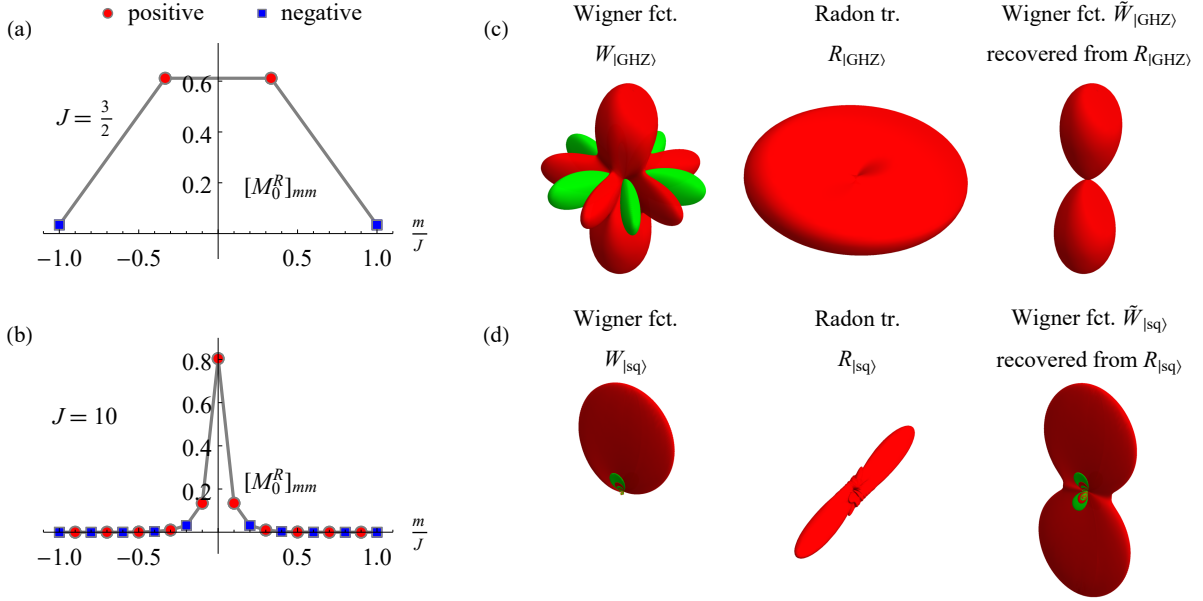 positive negative
(a)
0.6
J = 3/2
0.4
[M_0^R]_{mm}
0.2
m/J
−1.0 −0.5 0.5 1.0
(b)
0.8
J = 10
0.6
0.4
[M_0^R]_{mm}
0.2
m/J
−1.0 −0.5 0.5 1.0
(c)
Wigner fct. Radon tr. Wigner fct. W̃_{|GHZ⟩}
W_{|GHZ⟩} R_{|GHZ⟩} recovered from R_{|GHZ⟩}
(d)
Wigner fct. Radon tr. Wigner fct. W̃_{|sq⟩}
W_{|sq⟩} R_{|sq⟩} recovered from R_{|sq⟩}